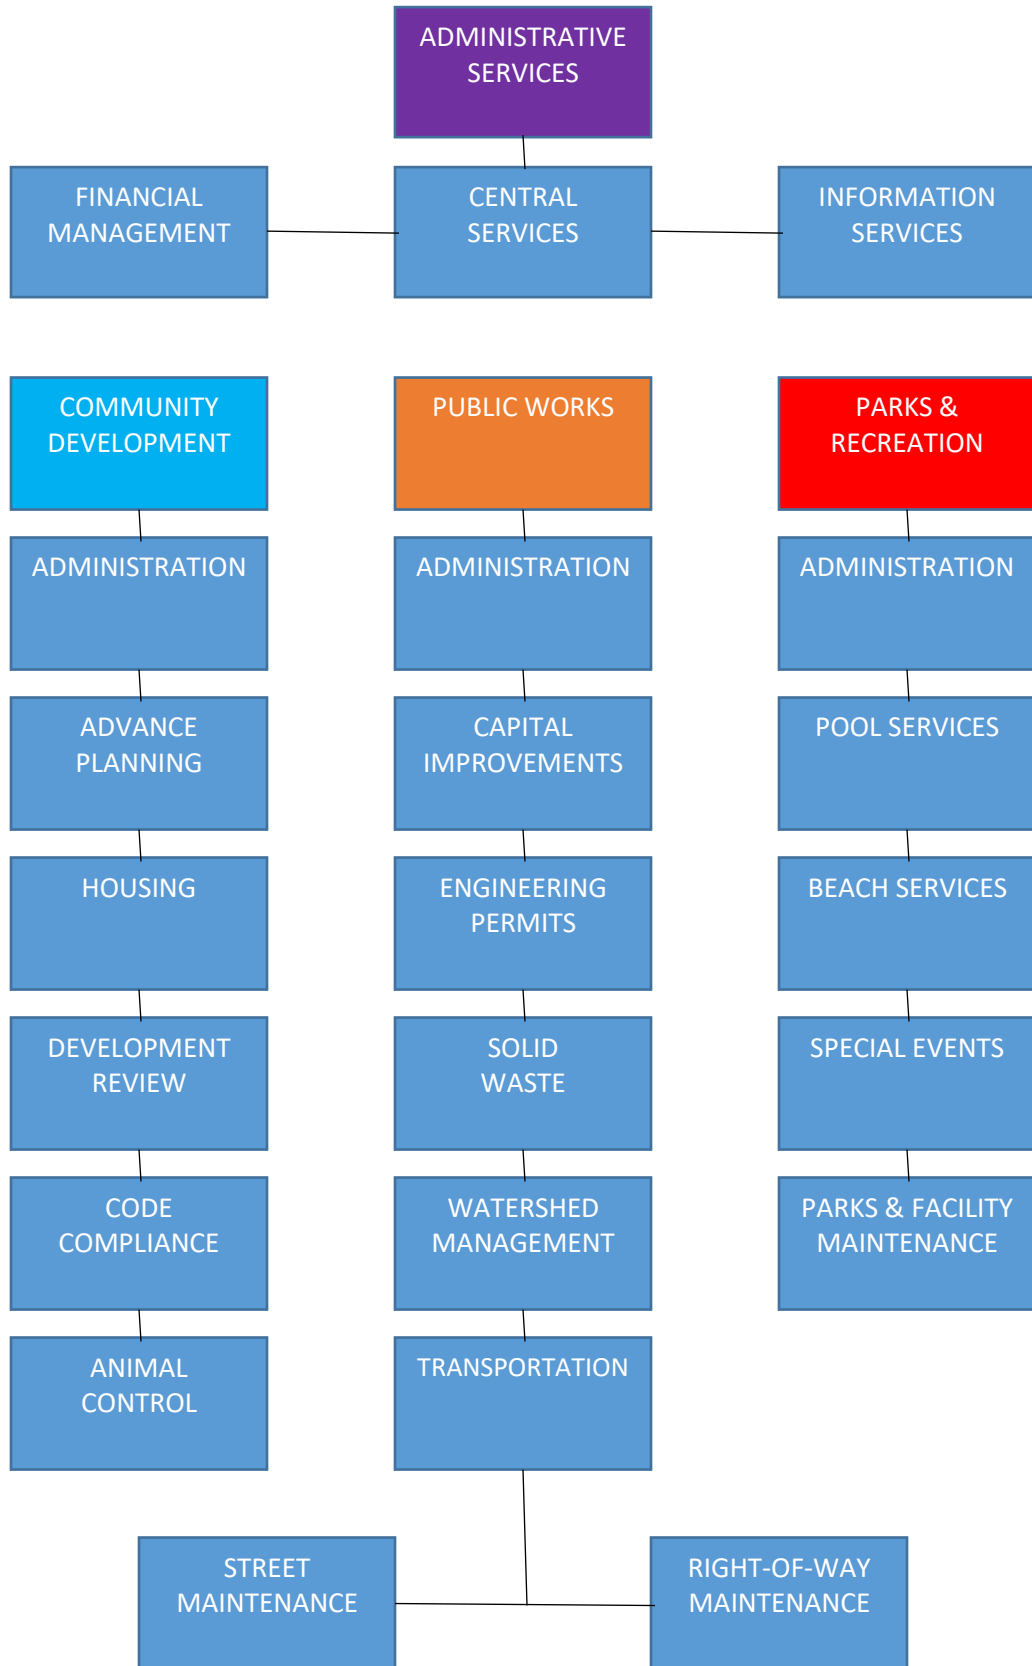 ADMINISTRATIVE
SERVICES
FINANCIAL
MANAGEMENT
CENTRAL
SERVICES
INFORMATION
SERVICES
COMMUNITY
DEVELOPMENT
PUBLIC WORKS
PARKS &
RECREATION
ADMINISTRATION
ADMINISTRATION
ADMINISTRATION
ADVANCE
PLANNING
CAPITAL
IMPROVEMENTS
POOL SERVICES
HOUSING
ENGINEERING
PERMITS
BEACH SERVICES
DEVELOPMENT
REVIEW
SOLID
WASTE
SPECIAL EVENTS
CODE
COMPLIANCE
WATERSHED
MANAGEMENT
PARKS & FACILITY
MAINTENANCE
ANIMAL
CONTROL
TRANSPORTATION
STREET
MAINTENANCE
RIGHT-OF-WAY
MAINTENANCE